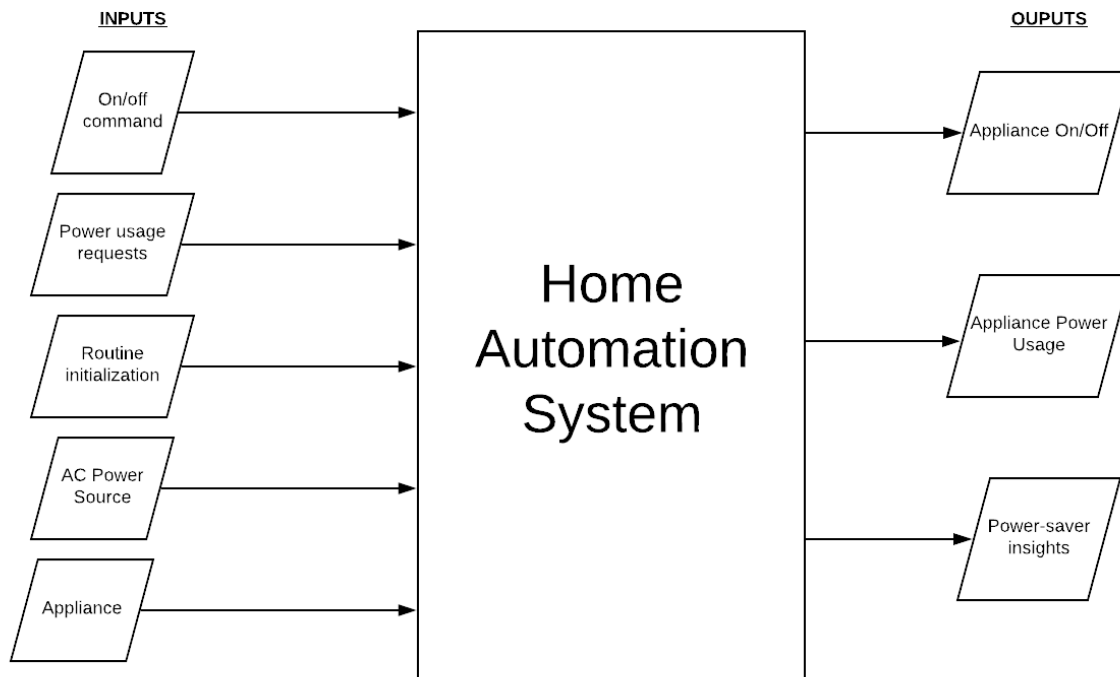 INPUTS
On/off
command
Power usage
requests
Routine
initialization
AC Power
Source
Appliance
Home
Automation
System
OUPUTS
Appliance On/Off
Appliance Power
Usage
Power-saver
insights